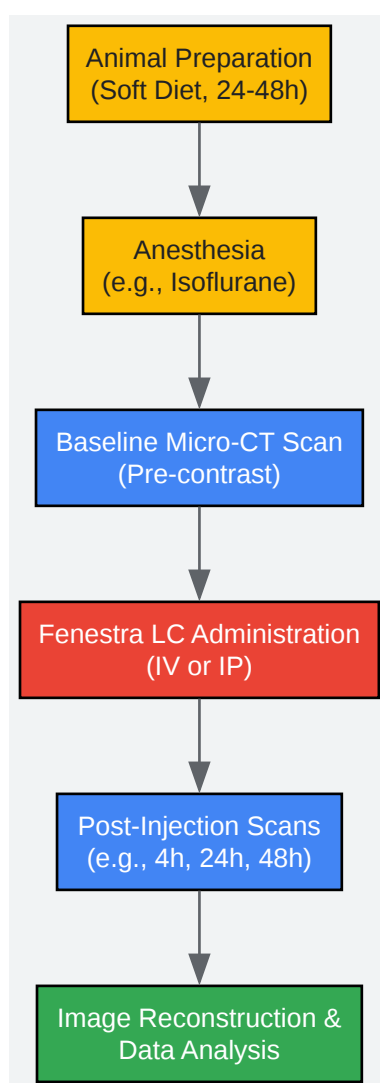 Animal Preparation
(Soft Diet, 24-48h)
Anesthesia
(e.g., Isoflurane)
Baseline Micro-CT Scan
(Pre-contrast)
Fenestra LC Administration
(IV or IP)
Post-Injection Scans
(e.g., 4h, 24h, 48h)
Image Reconstruction &
Data Analysis